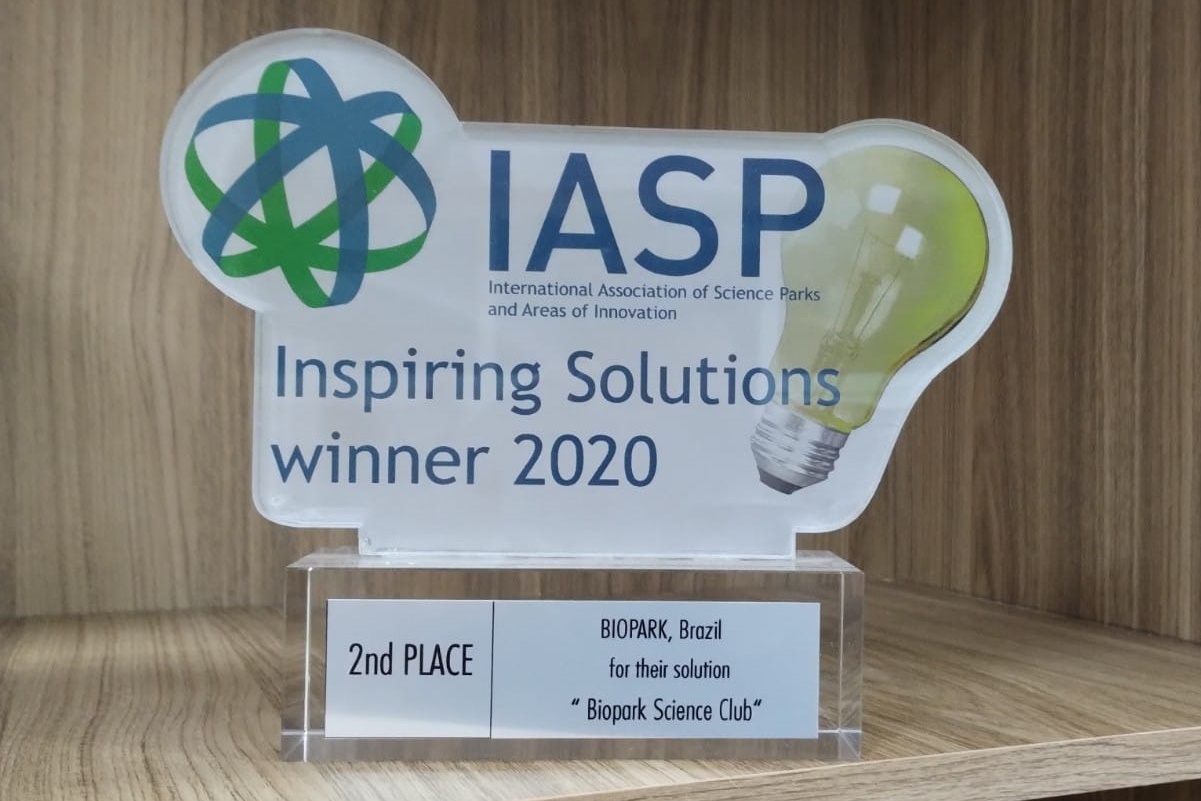 IASP
International Association of Science Parks
and Areas of Innovation
Inspiring Solutions
winner 2020
2nd PLACE
BIOPARK, Brazil
for their solution
“ Biopark Science Club“